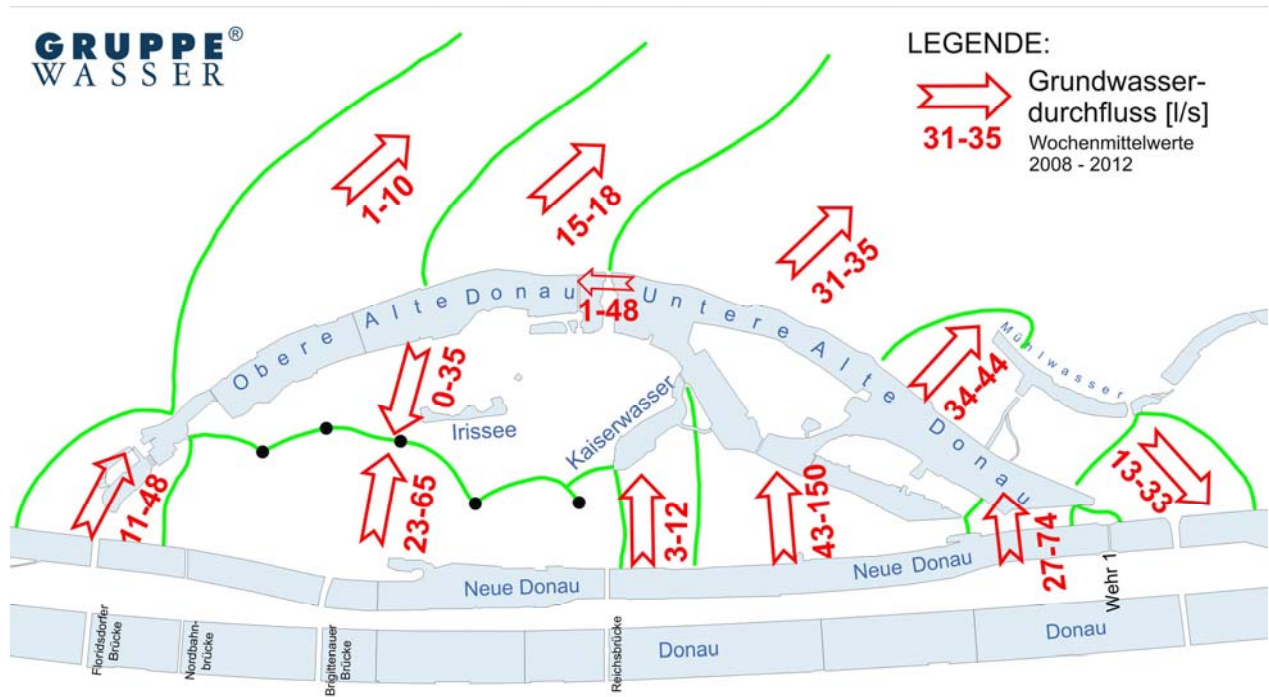 GRUPPE®
WASSER
LEGENDE:
Grundwasser-
durchfluss [l/s]
31-35
Wochenmittelwerte
2008 - 2012
1-10
15-18
31-35
1-48
Obere Alte Donau
Untere Alte Donau
Mühlwasser
34-44
0-35
Irissee
Kaiserwasser
11-48
23-65
3-12
43-150
27-74
13-33
Neue Donau
Neue Donau
Wehr 1
Floridsdorfer
Brücke
Nordbahn-
brücke
Brigittenauer
Brücke
Reichsbrücke
Donau
Donau